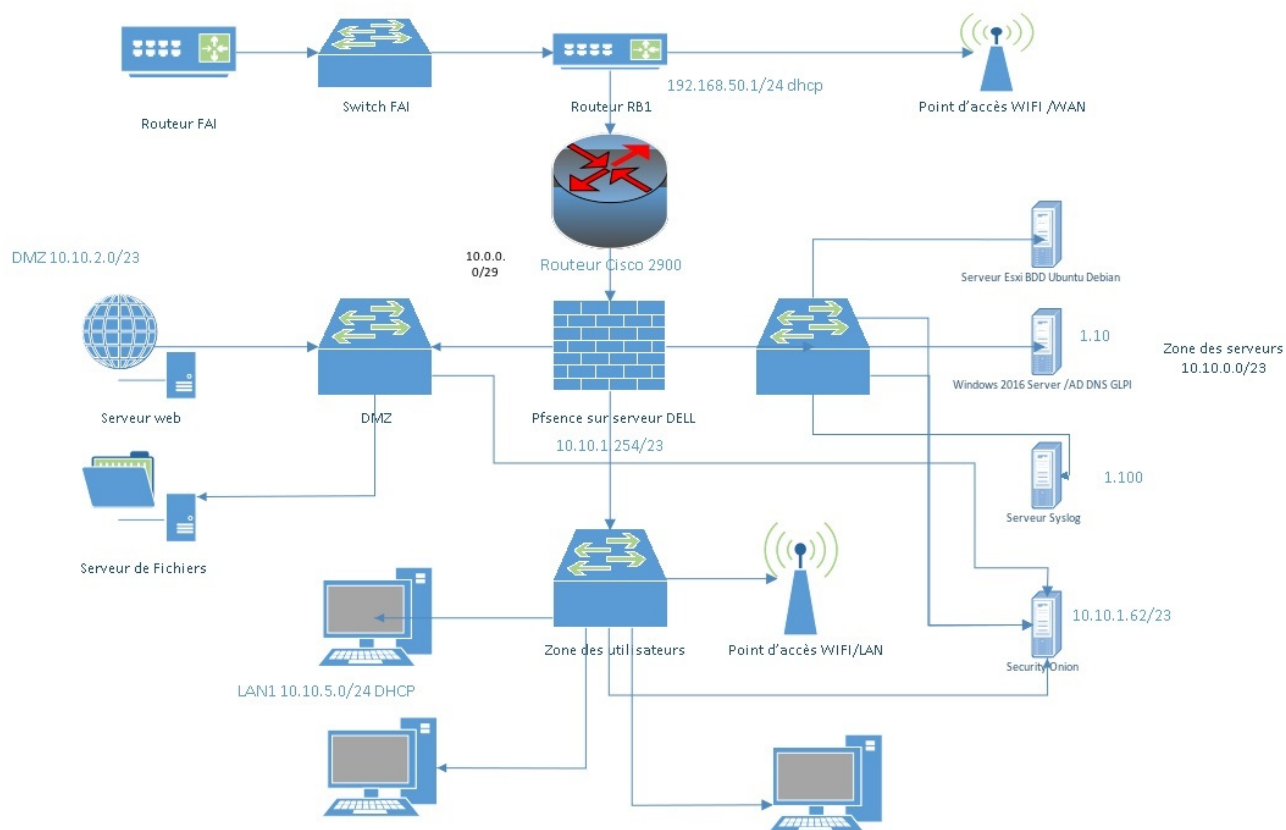 Routeur FAI
Switch FAI
Routeur RB1
192.168.50.1/24 dhcp
Point d'accès WIFI /WAN
DMZ 10.10.2.0/23
10.0.0.
0/29
Routeur Cisco 2900
Serveur Esxi BDD Ubuntu Debian
1.10
Zone des serveurs
10.10.0.0/23
Windows 2016 Server /AD DNS GLPI
Serveur web
DMZ
Pfsence sur serveur DELL
10.10.1.254/23
1.100
Serveur Syslog
Serveur de Fichiers
10.10.1.62/23
Zone des utilisateurs
Point d'accès WIFI/LAN
Security Onion
LAN1 10.10.5.0/24 DHCP